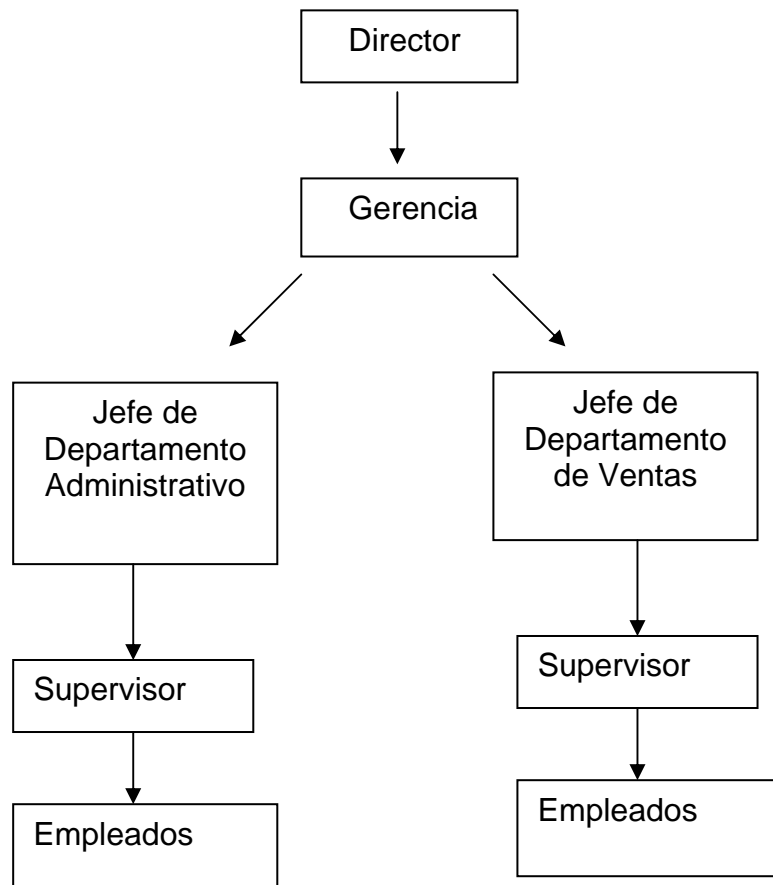 Director
Gerencia
Jefe de
Departamento
Administrativo
Jefe de
Departamento
de Ventas
Supervisor
Supervisor
Empleados
Empleados